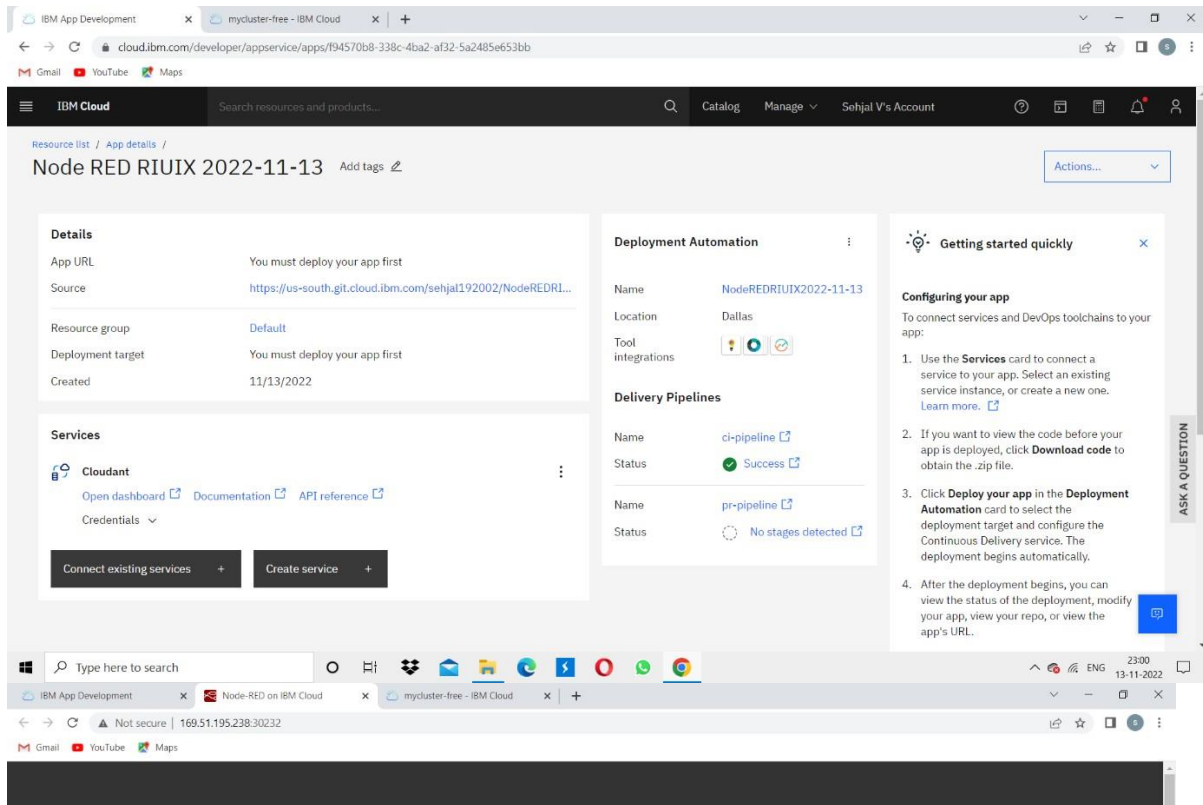 IBM App Development
mycluster-free - IBM Cloud
cloud.ibm.com/developer/appservice/apps/f94570b8-338c-4ba2-af32-5a2485e653bb
Gmail YouTube Maps
IBM Cloud Search resources and products... Catalog Manage Sehjal V's Account
Resource list / App details /
Node RED RIUIX 2022-11-13 Add tags
Actions...
Details
App URL You must deploy your app first
Source https://us-south.git.cloud.ibm.com/sehjal192002/NodeREDRI...
Resource group Default
Deployment target You must deploy your app first
Created 11/13/2022
Services
Cloudant
Open dashboard Documentation API reference
Credentials
Connect existing services + Create service +
Deployment Automation
Name NodeREDRIUIX2022-11-13
Location Dallas
Tool
integrations
Delivery Pipelines
Name ci-pipeline
Status Success
Name pr-pipeline
Status No stages detected
Getting started quickly
Configuring your app
To connect services and DevOps toolchains to your
app:
1. Use the Services card to connect a
service to your app. Select an existing
service instance, or create a new one.
Learn more.
2. If you want to view the code before your
app is deployed, click Download code to
obtain the .zip file.
3. Click Deploy your app in the Deployment
Automation card to select the
deployment target and configure the
Continuous Delivery service. The
deployment begins automatically.
4. After the deployment begins, you can
view the status of the deployment, modify
your app, view your repo, or view the
app's URL.
ASK A QUESTION
Type here to search
ENG
23:00
13-11-2022
IBM App Development
Node-RED on IBM Cloud
mycluster-free - IBM Cloud
Not secure | 169.51.195.238:30232
Gmail YouTube Maps